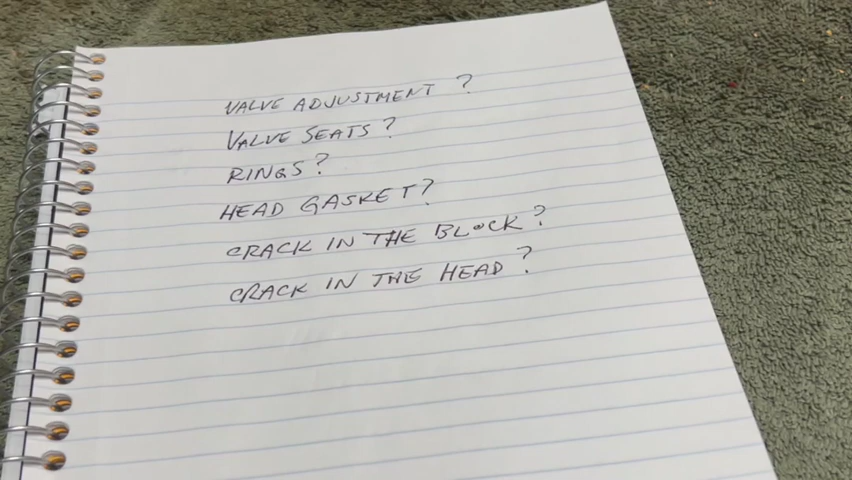 VALVE ADJUSTMENT ?
VALVE SEATS?
RINGS?
HEAD GASKET?
CRACK IN THE BLOCK?
CRACK IN THE HEAD?